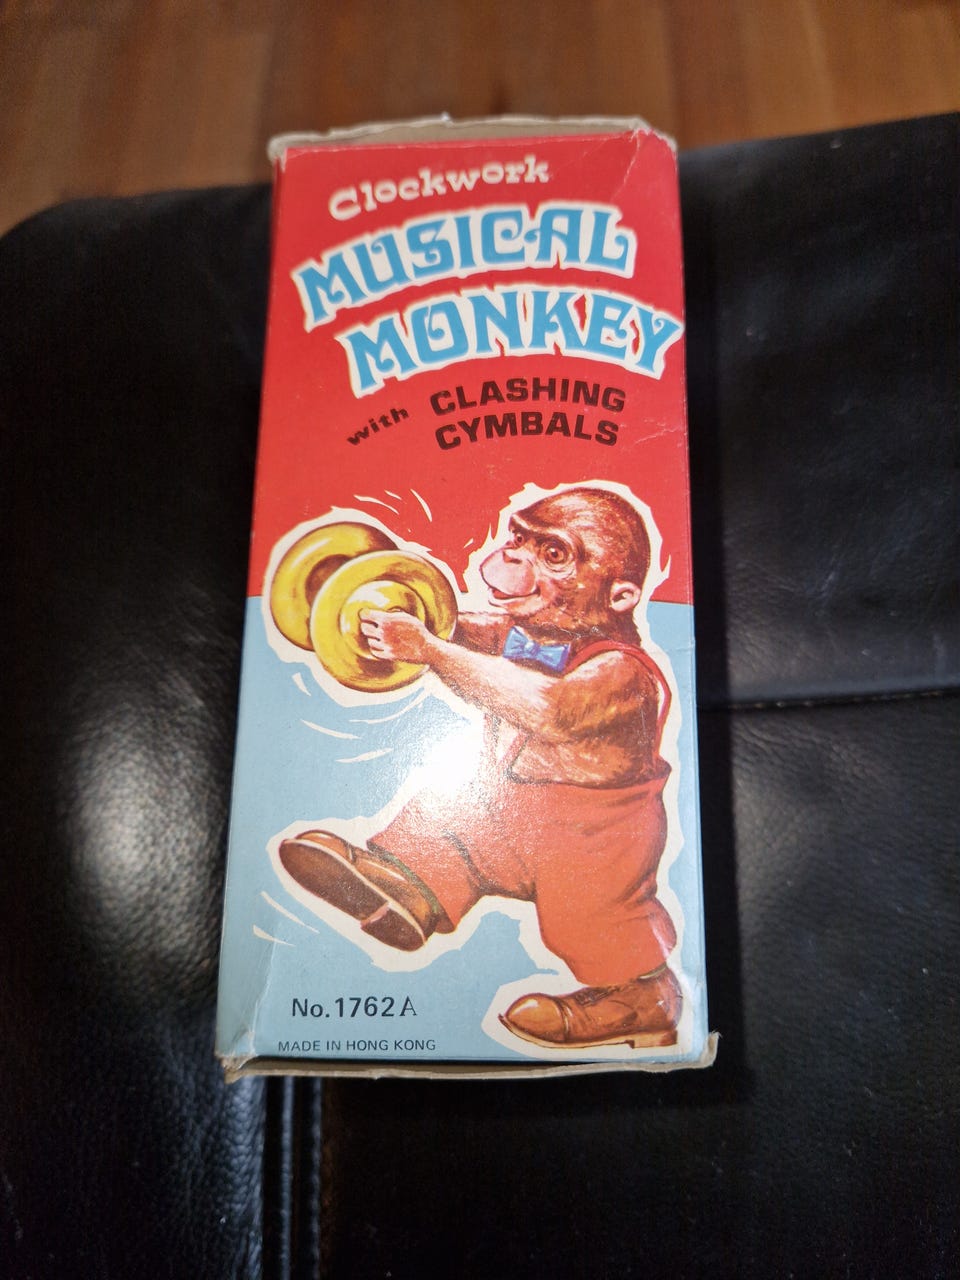 Clockwork
MUSICAL
MONKEY
with CLASHING
CYMBALS
No.1762A
MADE IN HONG KONG